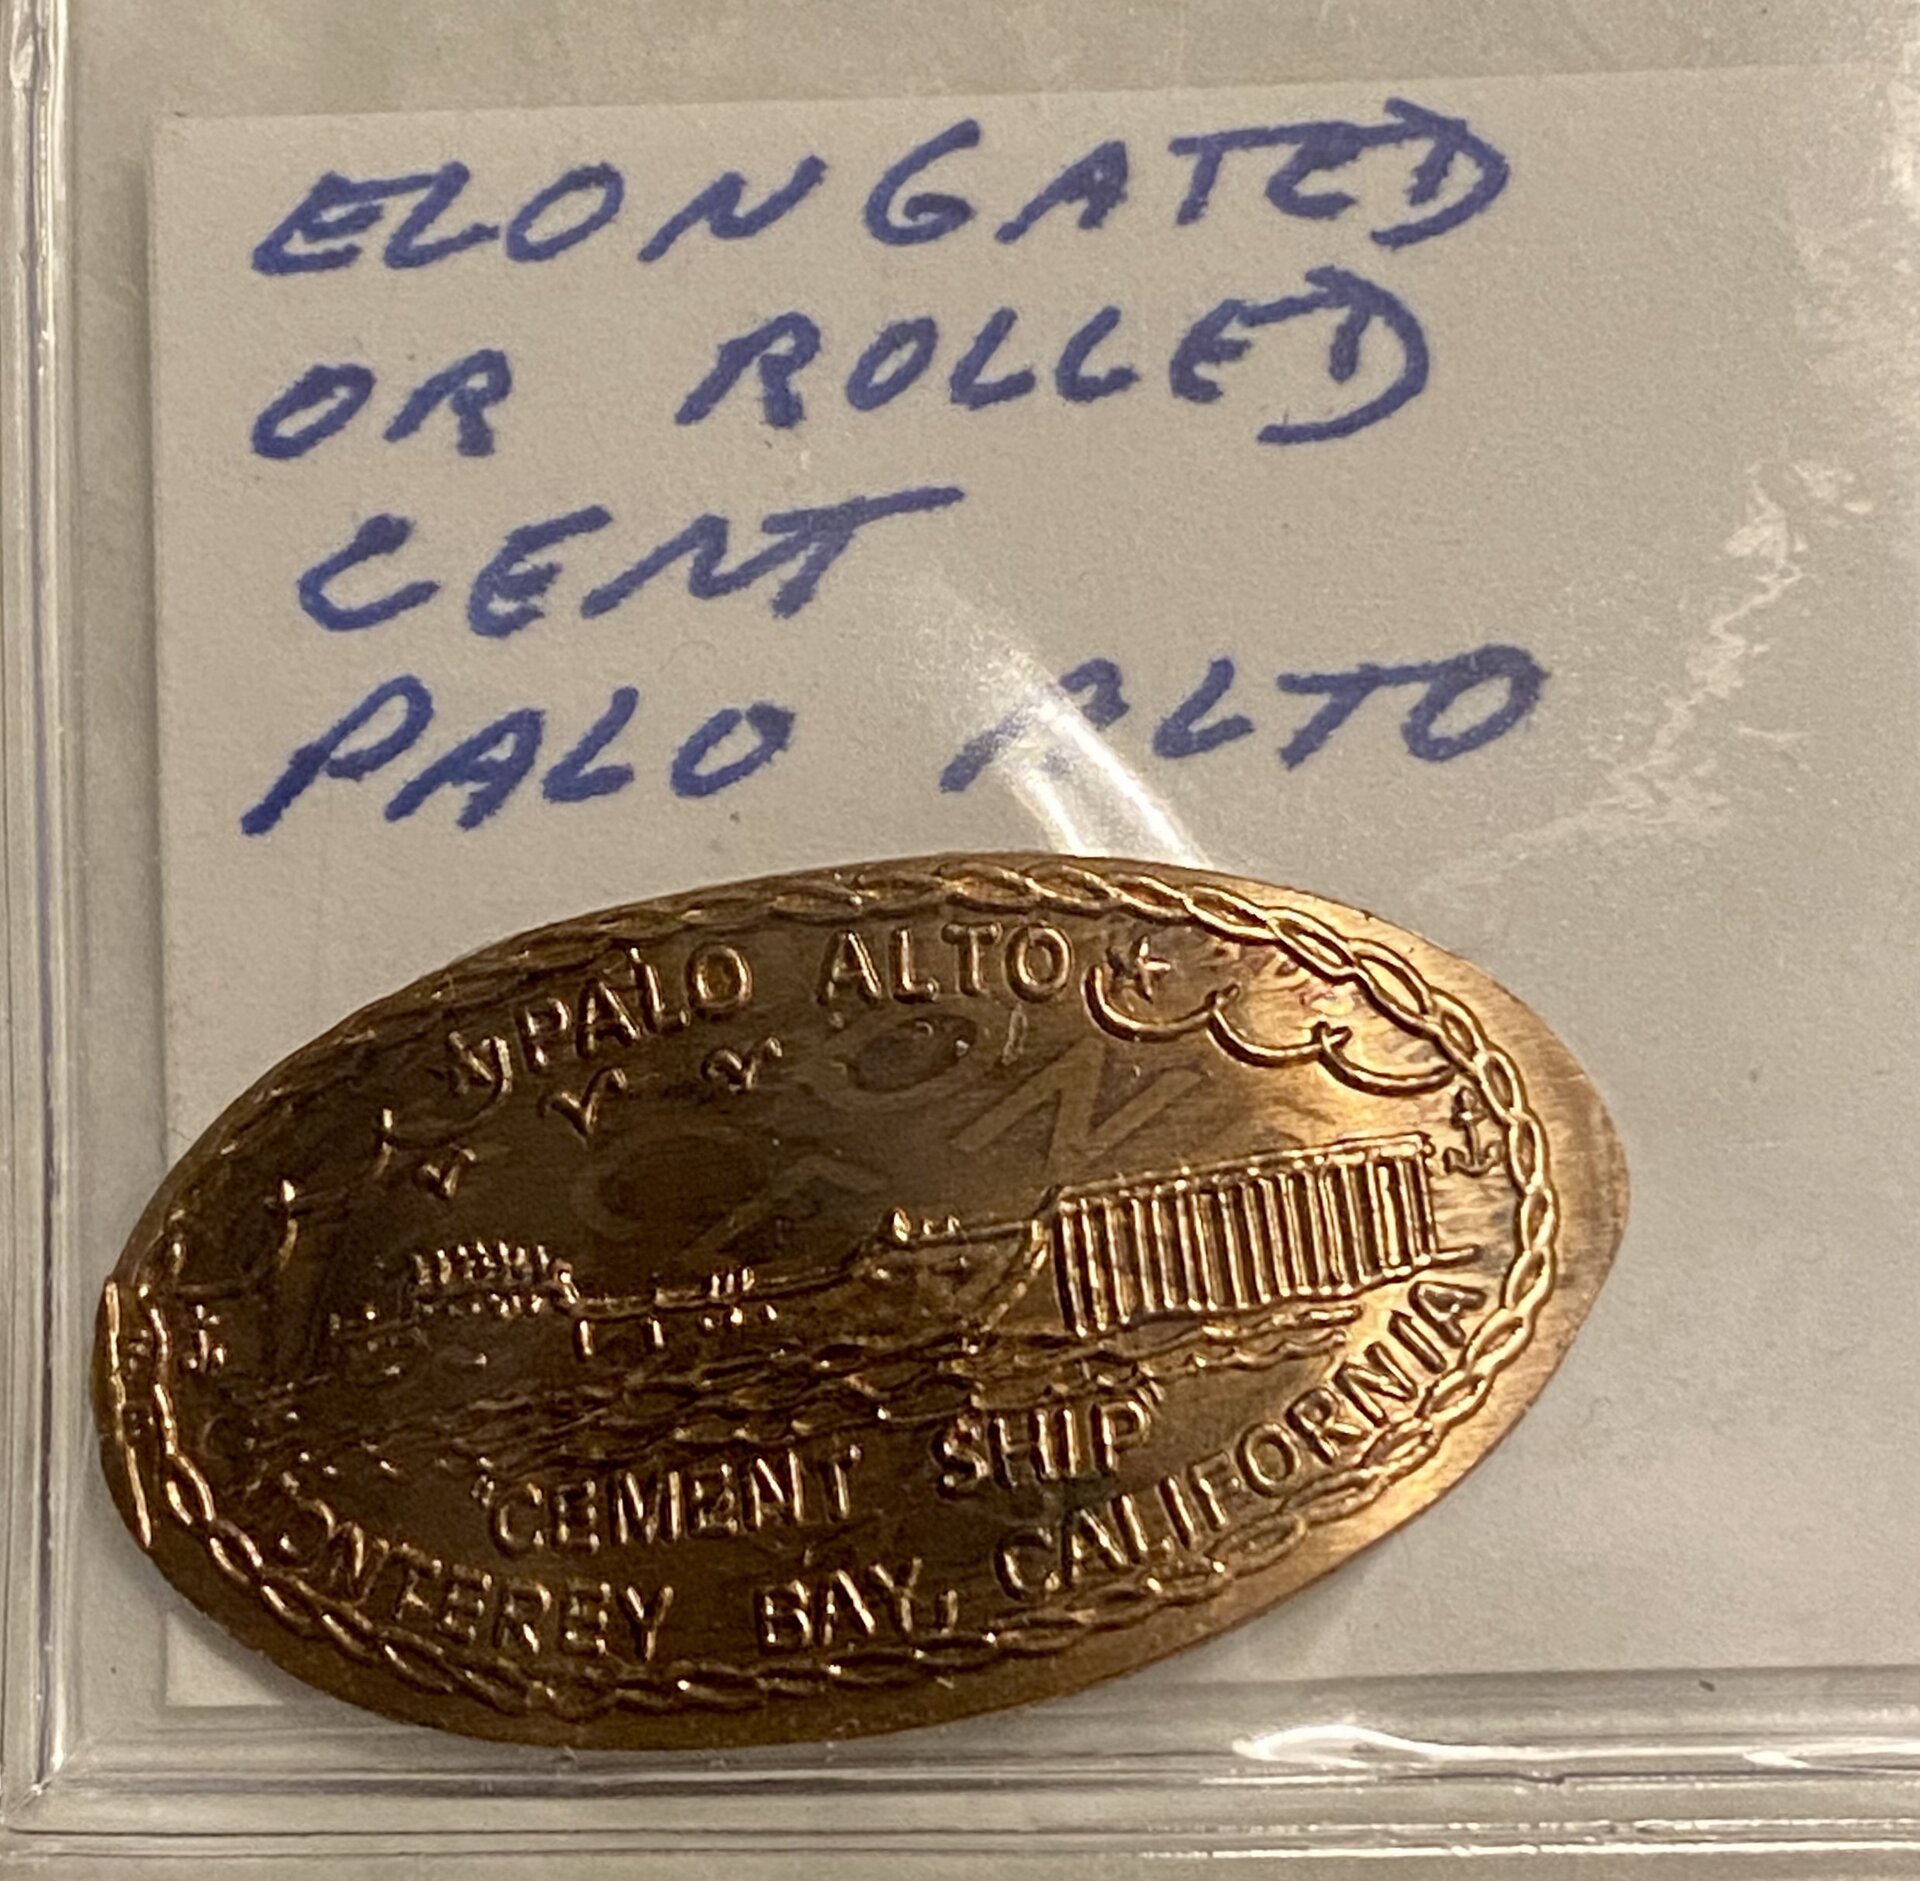 ELONGATED
OR ROLLED
CENT
PALO ALTO
PALO ALTO
"CEMENT SHIP"
MONTEREY BAY, CALIFORNIA